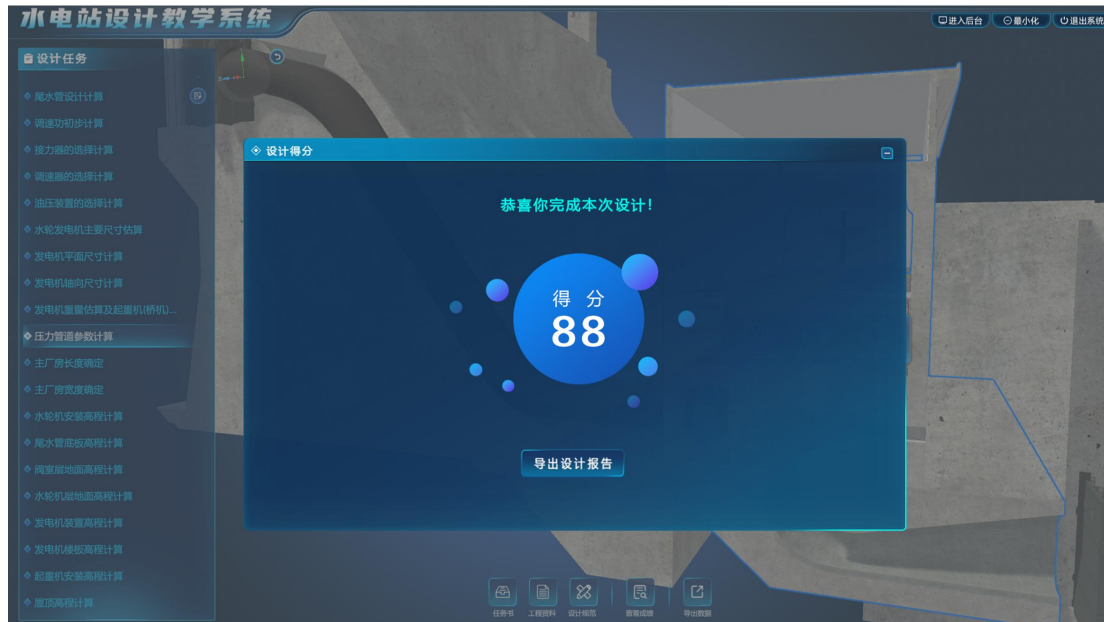 水电站设计教学系统
进入后台
最小化
退出系统
设计任务
尾水管设计计算
调速功初步计算
接力器的选择计算
调速器的选择计算
油压装置的选择计算
水轮发电机主要尺寸估算
发电机平面尺寸计算
发电机轴向尺寸计算
发电机重量估算及起重机(桥机)...
压力管道参数计算
主厂房长度确定
主厂房宽度确定
水轮机安装高程计算
尾水管底板高程计算
阀室层地面高程计算
水轮机层地面高程计算
发电机装置高程计算
发电机楼板高程计算
起重机安装高程计算
屋顶高程计算
设计得分
恭喜你完成本次设计!
得分
88
导出设计报告
任务书
工程资料
设计规范
查看成绩
导出数据